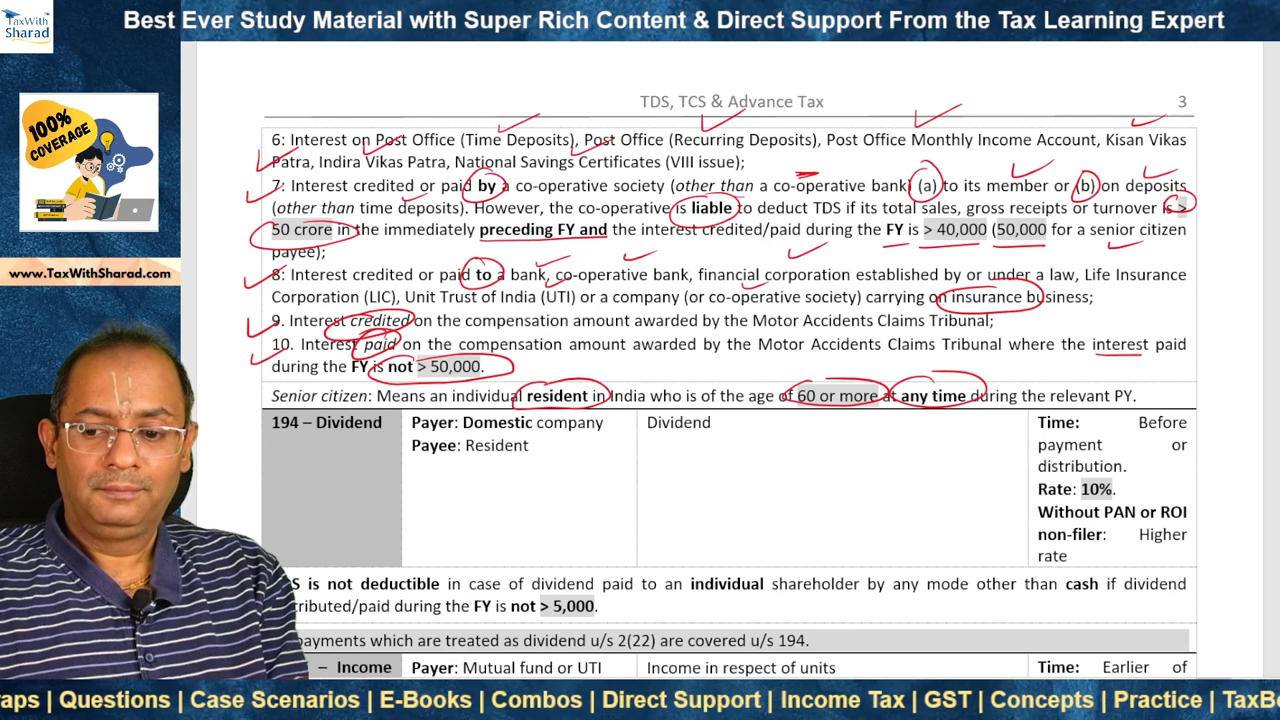 TaxWith
Sharad
Best Ever Study Material with Super Rich Content & Direct Support From the Tax Learning Expert
100%
COVERAGE
www.TaxWithSharad.com
TDS, TCS & Advance Tax 3
6: Interest on Post Office (Time Deposits), Post Office (Recurring Deposits), Post Office Monthly Income Account, Kisan Vikas
Patra, Indira Vikas Patra, National Savings Certificates (VIII issue);
7: Interest credited or paid by a co-operative society (other than a co-operative bank) (a) to its member or (b) on deposits
(other than time deposits). However, the co-operative is liable to deduct TDS if its total sales, gross receipts or turnover is >
50 crore in the immediately preceding FY and the interest credited/paid during the FY is > 40,000 (50,000 for a senior citizen
payee);
8: Interest credited or paid to a bank, co-operative bank, financial corporation established by or under a law, Life Insurance
Corporation (LIC), Unit Trust of India (UTI) or a company (or co-operative society) carrying on insurance business;
9. Interest credited on the compensation amount awarded by the Motor Accidents Claims Tribunal;
10. Interest paid on the compensation amount awarded by the Motor Accidents Claims Tribunal where the interest paid
during the FY is not > 50,000.
Senior citizen: Means an individual resident in India who is of the age of 60 or more at any time during the relevant PY.
194 – Dividend Payer: Domestic company Dividend Time: Before
Payee: Resident payment or
distribution.
Rate: 10%.
Without PAN or ROI
non-filer: Higher
rate
S is not deductible in case of dividend paid to an individual shareholder by any mode other than cash if dividend
tributed/paid during the FY is not > 5,000.
payments which are treated as dividend u/s 2(22) are covered u/s 194.
– Income Payer: Mutual fund or UTI Income in respect of units Time: Earlier of
raps | Questions | Case Scenarios | E-Books | Combos | Direct Support | Income Tax | GST | Concepts | Practice | TaxB